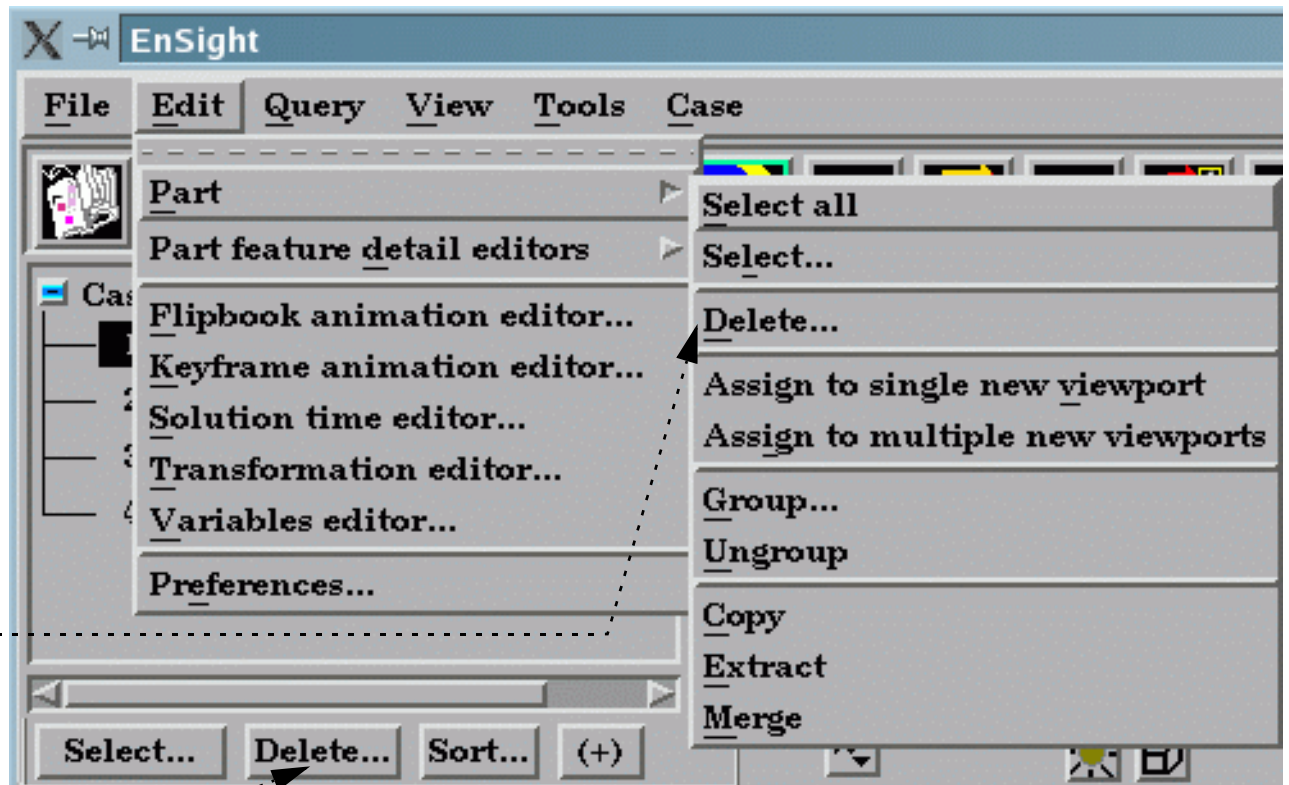 EnSight
File Edit Query View Tools Case
Part
Part feature detail editors
Flipbook animation editor...
Keyframe animation editor...
Solution time editor...
Transformation editor...
Variables editor...
Preferences...
Select all
Select...
Delete...
Assign to single new viewport
Assign to multiple new viewports
Group...
Ungroup
Copy
Extract
Merge
Select... Delete... Sort... (+)